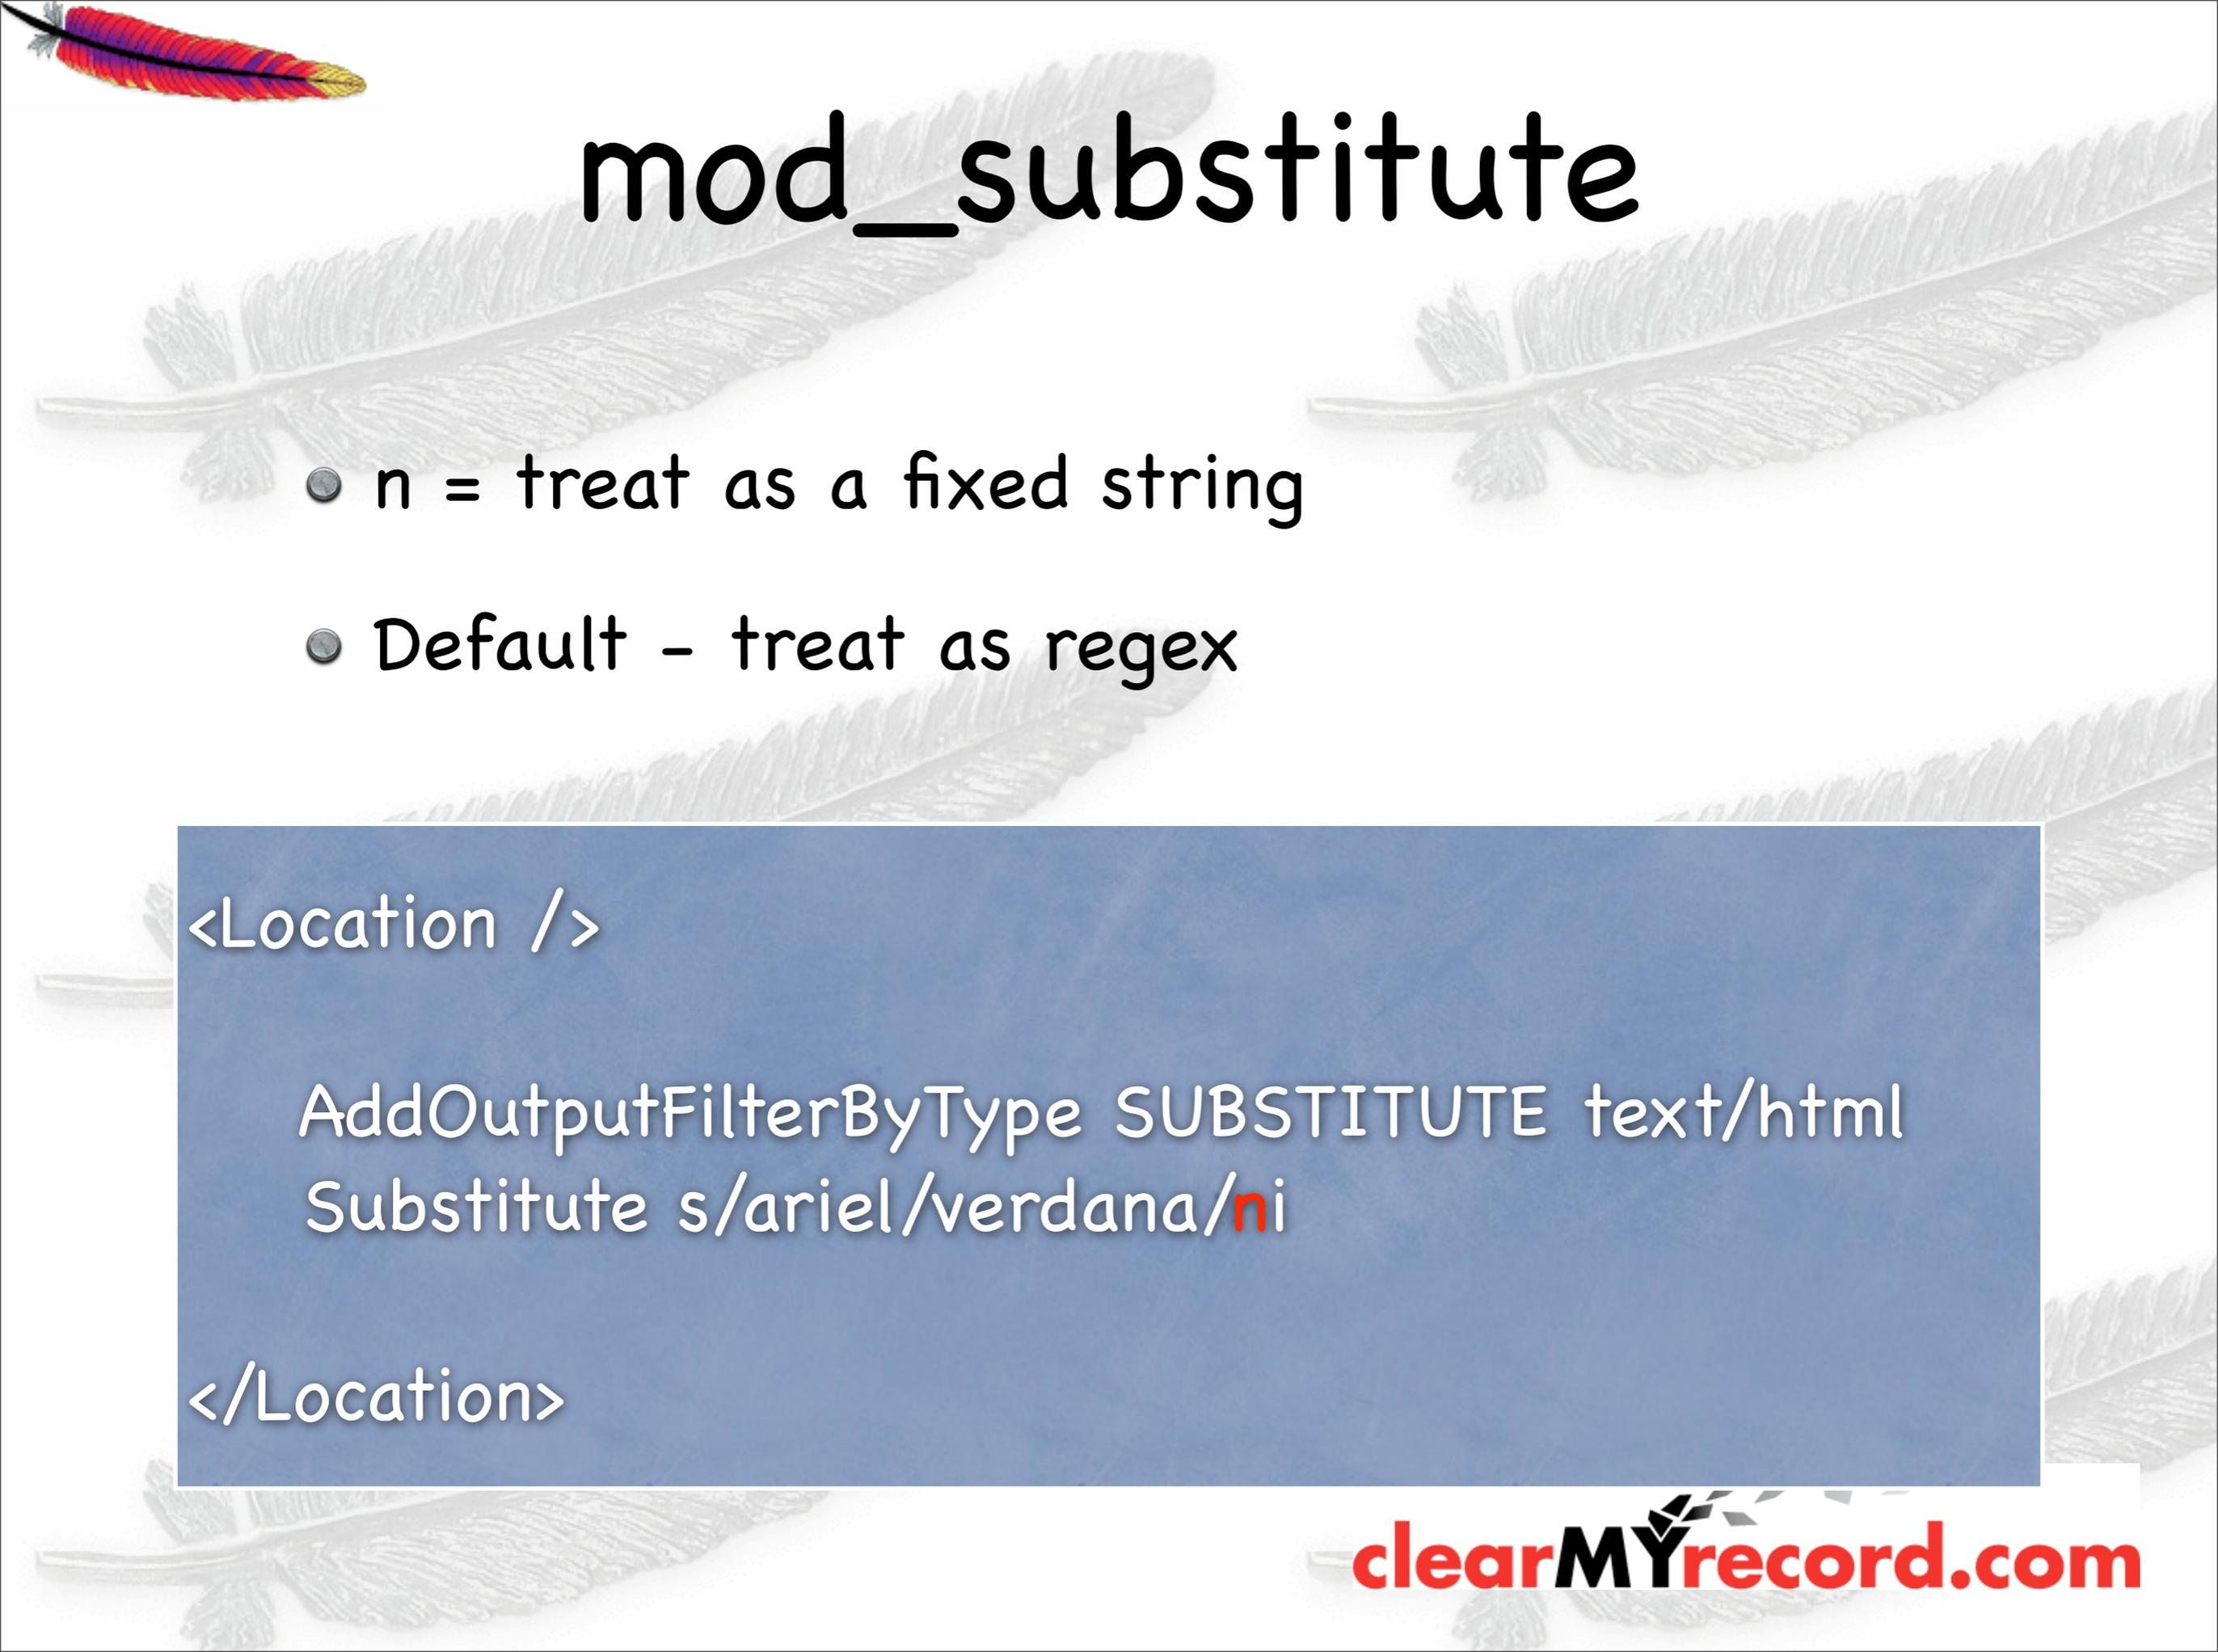 mod_substitute
n = treat as a fixed string
Default - treat as regex
<Location />
AddOutputFilterByType SUBSTITUTE text/html
Substitute s/ariel/verdana/ni
</Location>
clearMYrecord.com